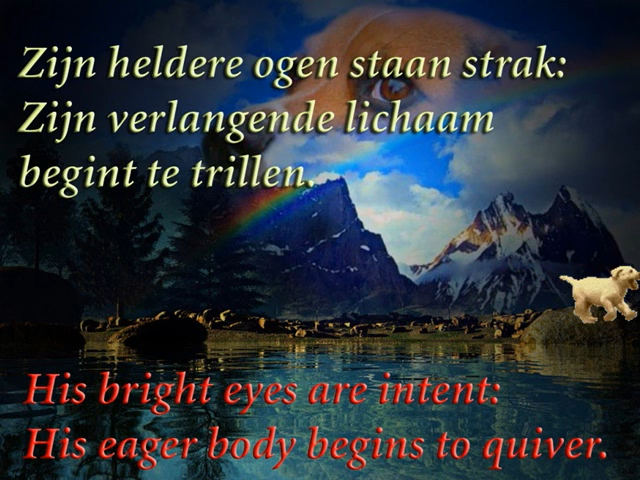 Zijn heldere ogen staan strak:
Zijn verlangende lichaam
begint te trillen.
His bright eyes are intent:
His eager body begins to quiver.